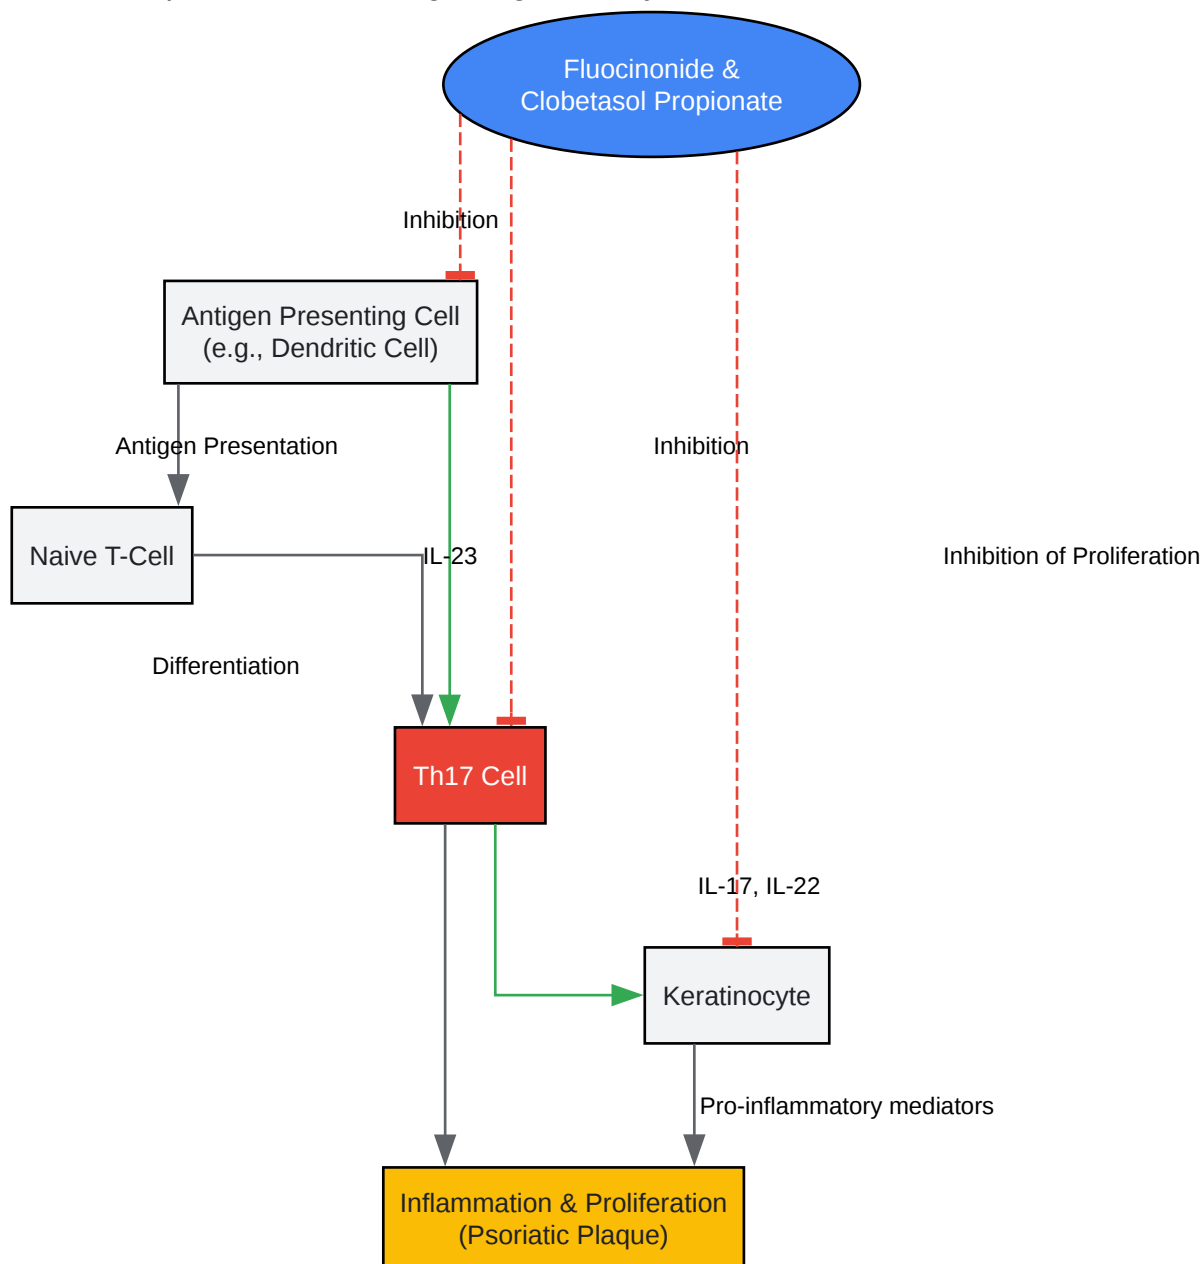 Fluocinonide &
Clobetasol Propionate
Inhibition
Antigen Presenting Cell
(e.g., Dendritic Cell)
Antigen Presentation
Inhibition
Naive T-Cell
IL-23
Inhibition of Proliferation
Differentiation
Th17 Cell
IL-17, IL-22
Keratinocyte
Pro-inflammatory mediators
Inflammation & Proliferation
(Psoriatic Plaque)